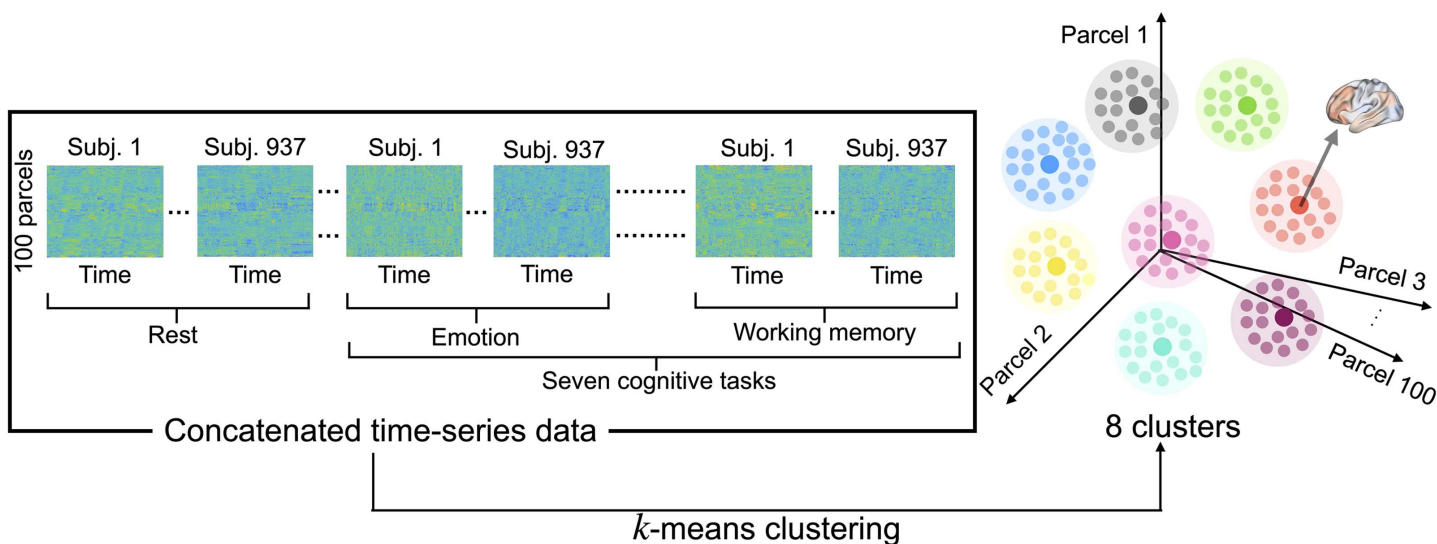 Parcel 1
Subj. 1
Subj. 937
Subj. 1
Subj. 937
Subj. 1
Subj. 937
100 parcels
...
...
...
...
.........
.........
...
Time
Time
Time
Time
Time
Time
Rest
Emotion
Working memory
Seven cognitive tasks
Parcel 3
...
Parcel 2
Parcel 100
Concatenated time-series data
8 clusters
k-means clustering